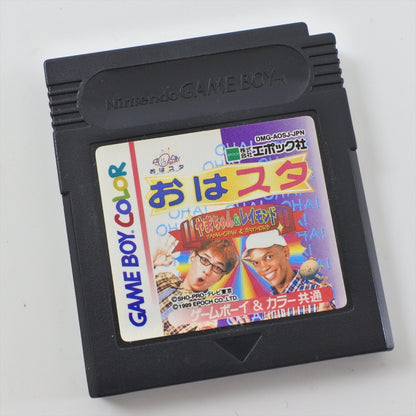 Nintendo GAME BOY
DMG-AOSJ-JPN
おはスタ
株式会社エポック社
おはスタ
やまちゃん&レイモンド
YAMACHAN & RAYMOND
GAME BOY COLOR
©SHO-PRO・テレビ東京
©1999 EPOCH CO.,LTD.
ゲームボーイ&カラー共通